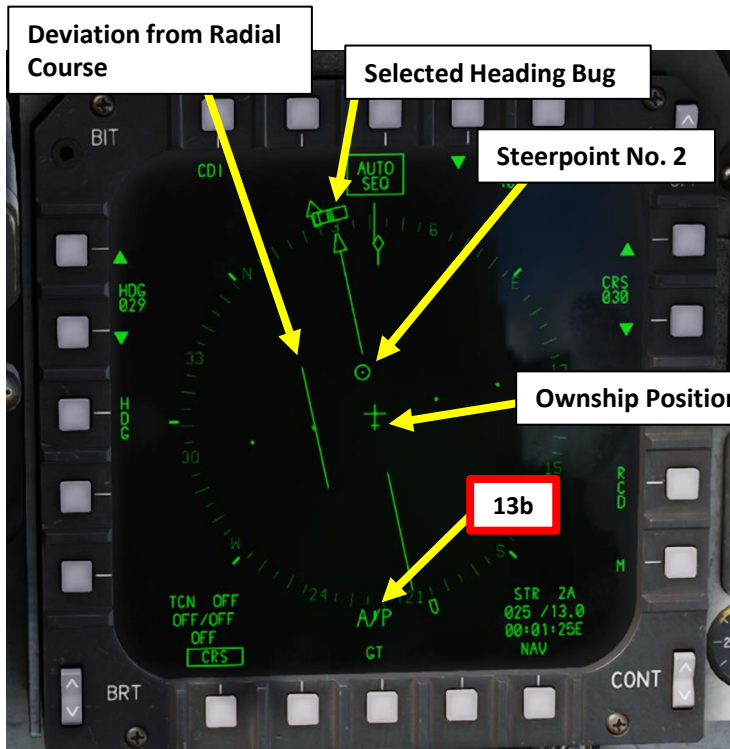 Deviation from Radial
Course
Selected Heading Bug
Steerpoint No. 2
Ownship Position
13b
BIT
CDI
AUTO
SEQ
HDG
029
CRS
030
HDG
3
6
N
E
33
30
15
W
24
21
S
RCD
M
A/P
GT
TCN OFF
OFF/OFF
OFF
CRS
STR 2A
025 /13.0
00:01:25E
NAV
BRT
CONT